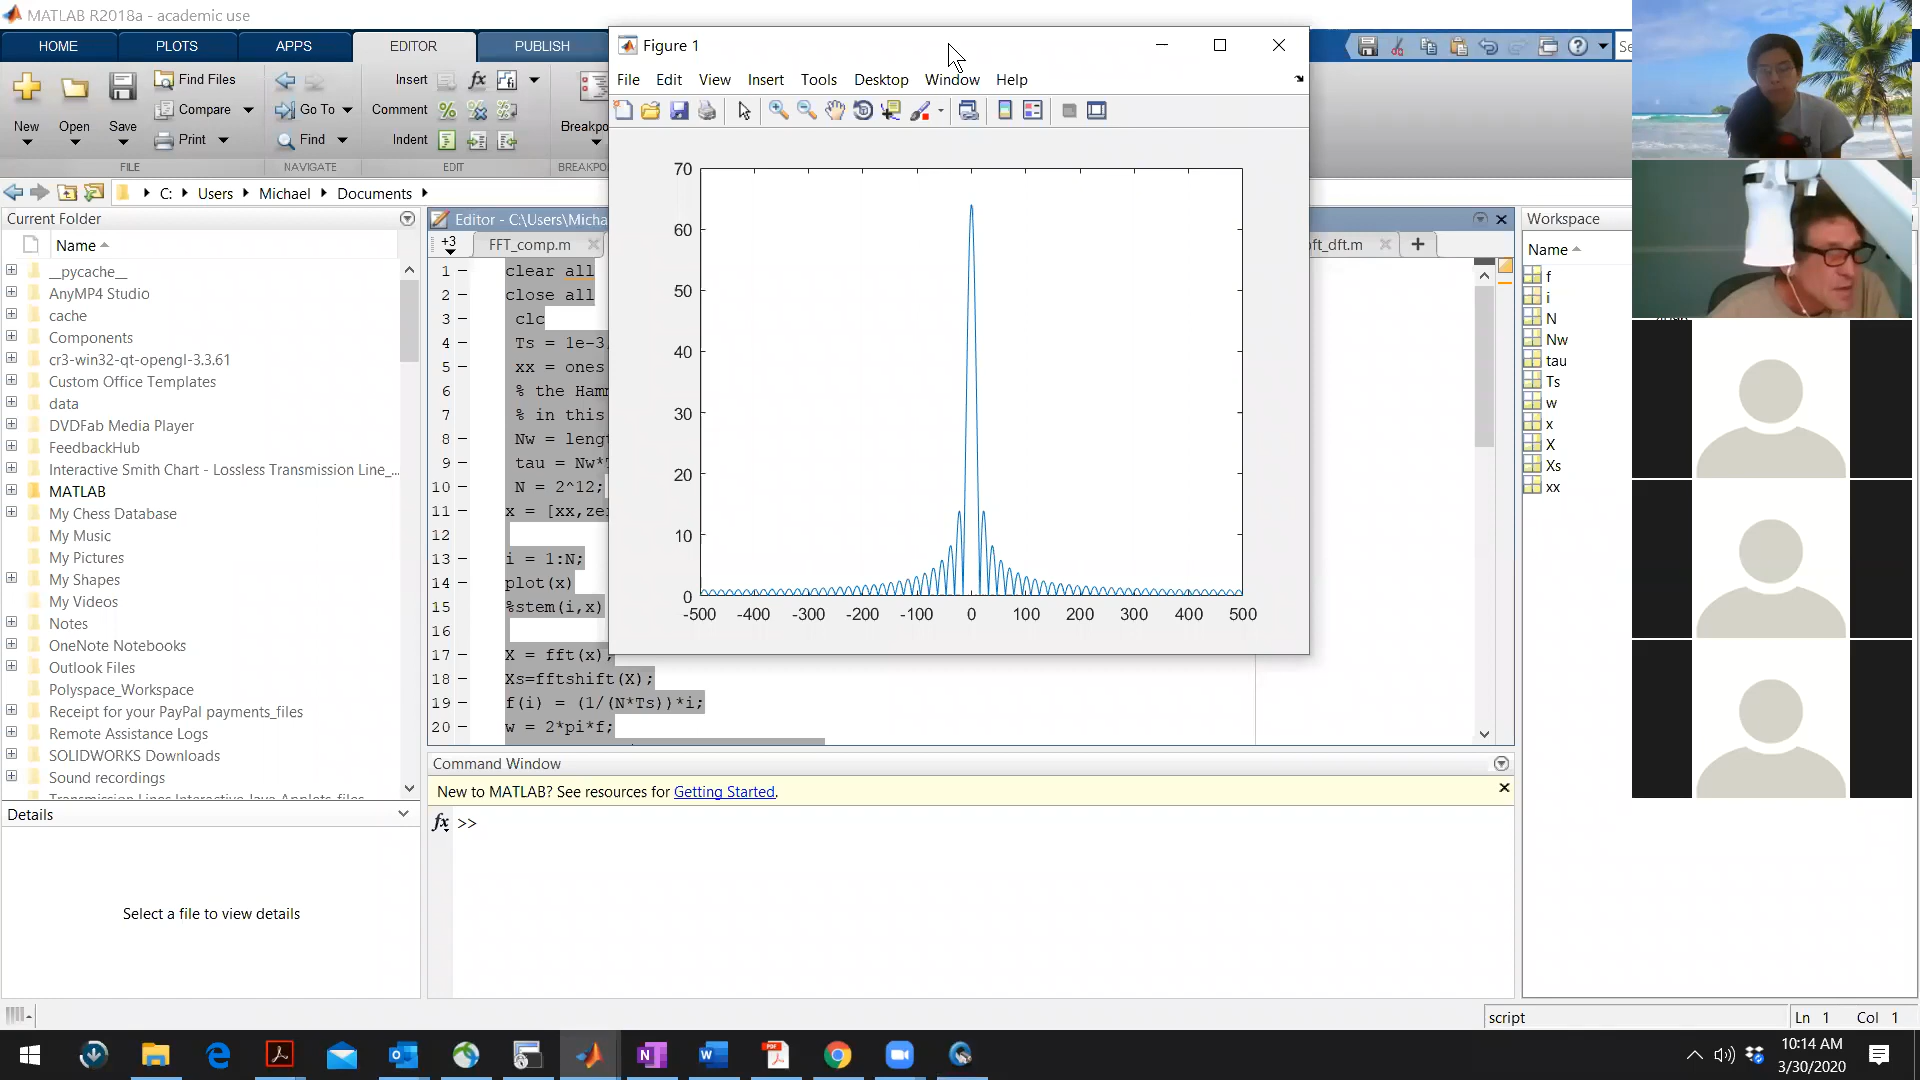 MATLAB R2018a - academic use
HOME PLOTS APPS EDITOR PUBLISH
Figure 1
File Edit View Insert Tools Desktop Window Help
New Open Save
Find Files
Compare
Print
FILE
Go To
Find
NAVIGATE
Insert
Comment
Indent
EDIT
C: Users Michael Documents
Current Folder
Name
__pycache__
AnyMP4 Studio
cache
Components
cr3-win32-qt-opengl-3.3.61
Custom Office Templates
data
DVDFab Media Player
FeedbackHub
Interactive Smith Chart - Lossless Transmission Line_...
MATLAB
My Chess Database
My Music
My Pictures
My Shapes
My Videos
Notes
OneNote Notebooks
Outlook Files
Polyspace_Workspace
Receipt for your PayPal payments_files
Remote Assistance Logs
SOLIDWORKS Downloads
Sound recordings
Details
Select a file to view details
Editor - C:\Users\Micha
+3 FFT_comp.m
ft_dft.m
1 clear all
2 close all
3 clc
4 Ts = 1e-3
5 xx = ones
6 % the Hamm
7 % in this
8 Nw = leng
9 tau = Nw*
10 N = 2^12;
11 x = [xx,ze
12
13 i = 1:N;
14 plot(x)
15 %stem(i,x)
16
17 X = fft(x);
18 Xs=fftshift(X);
19 f(i) = (1/(N*Ts))*i;
20 w = 2*pi*f;
70
60
50
40
30
20
10
0
-500 -400 -300 -200 -100 0 100 200 300 400 500
Command Window
New to MATLAB? See resources for Getting Started.
fx >>
Workspace
Name
f
i
N
Nw
tau
Ts
w
x
X
Xs
xx
script
Ln 1 Col 1
10:14 AM
3/30/2020